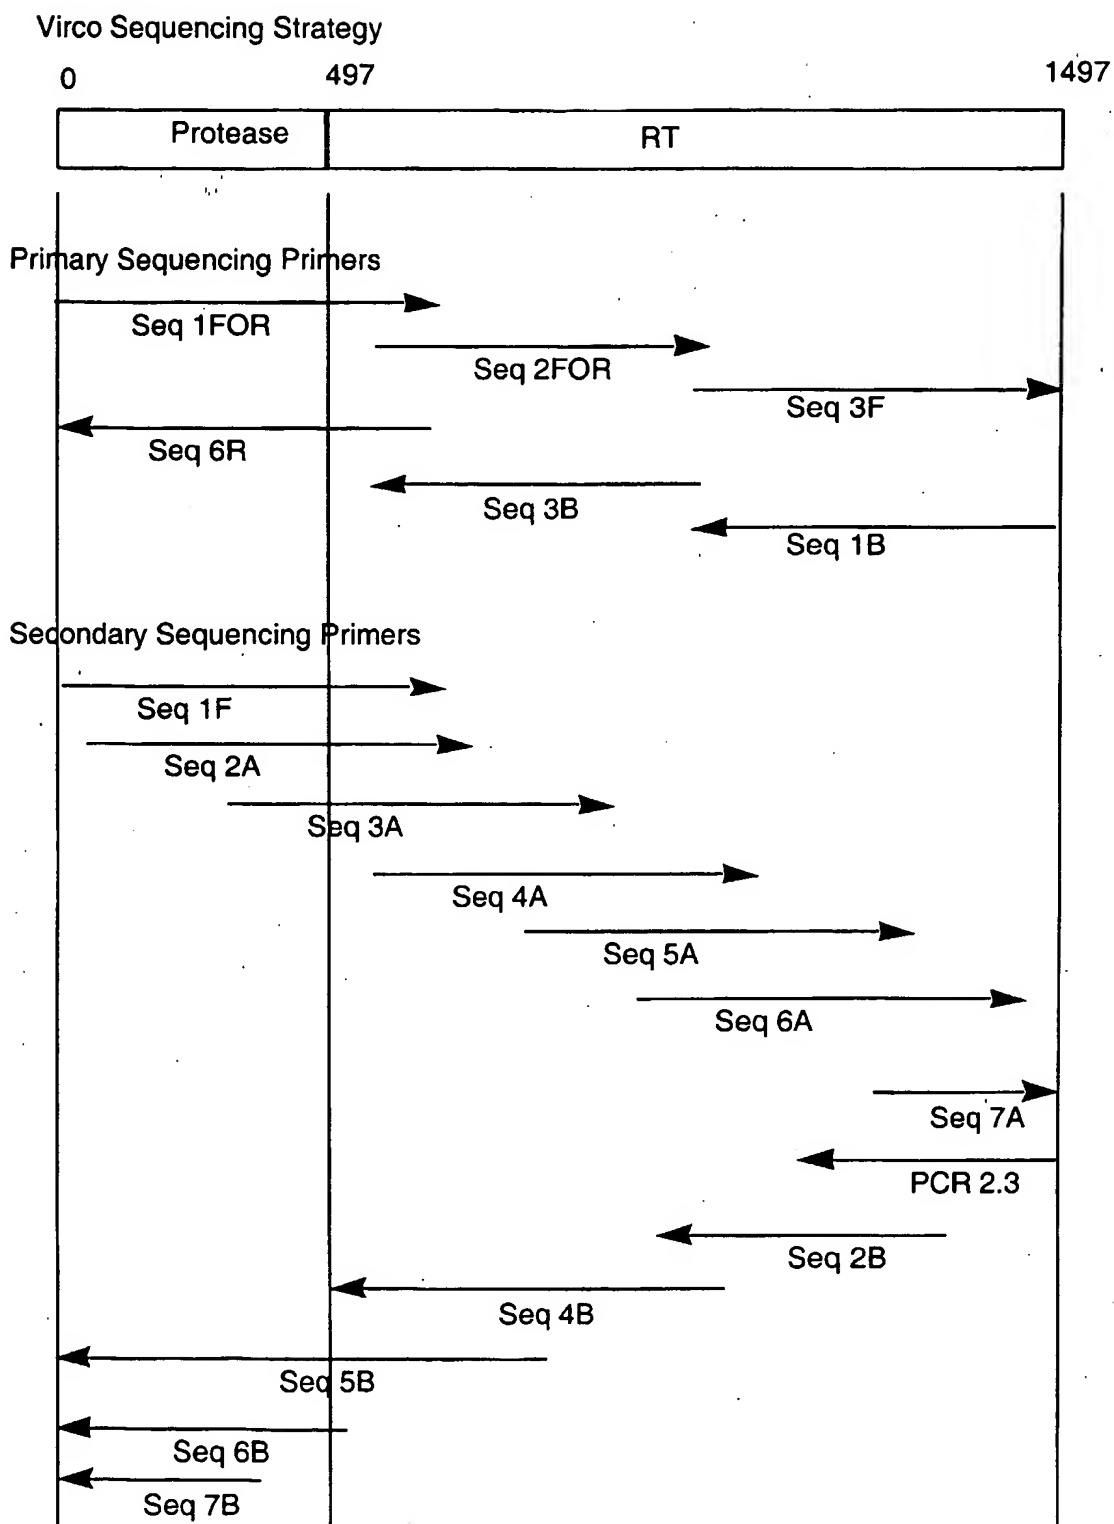 Virco Sequencing Strategy
0 497 1497
Protease RT
Primary Sequencing Primers
Seq 1FOR
Seq 2FOR
Seq 3F
Seq 6R
Seq 3B
Seq 1B
Secondary Sequencing Primers
Seq 1F
Seq 2A
Seq 3A
Seq 4A
Seq 5A
Seq 6A
Seq 7A
PCR 2.3
Seq 2B
Seq 4B
Seq 5B
Seq 6B
Seq 7B